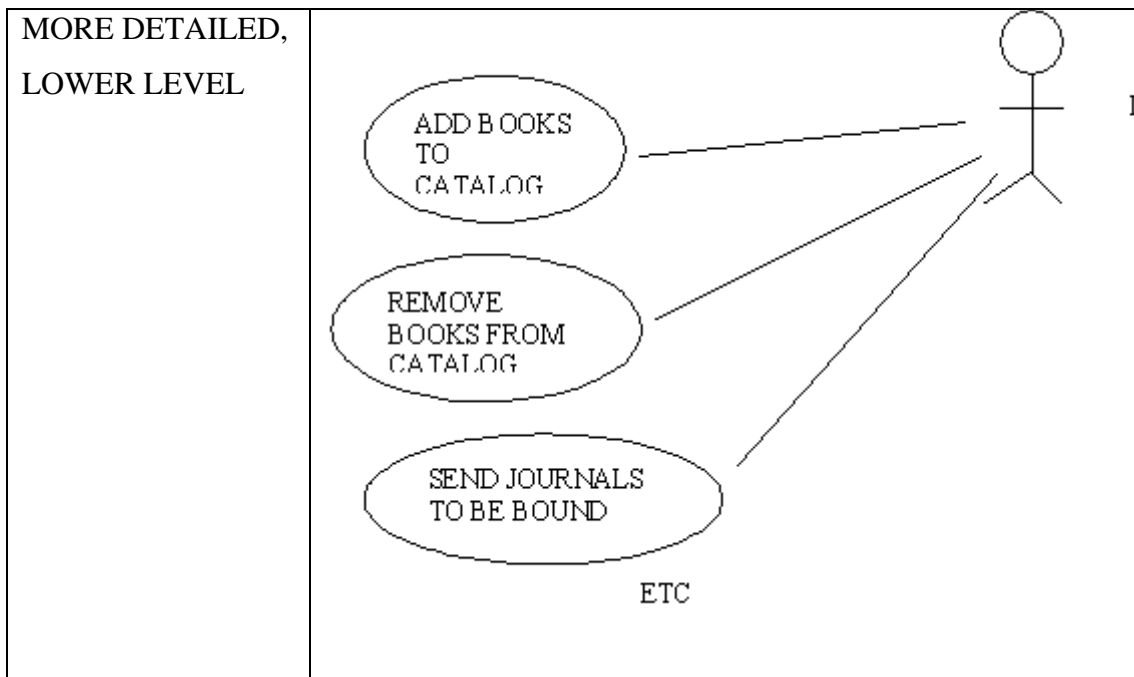 MORE DETAILED,
LOWER LEVEL
ADD BOOKS
TO
CATALOG
REMOVE
BOOKS FROM
CATALOG
SEND JOURNALS
TO BE BOUND
ETC